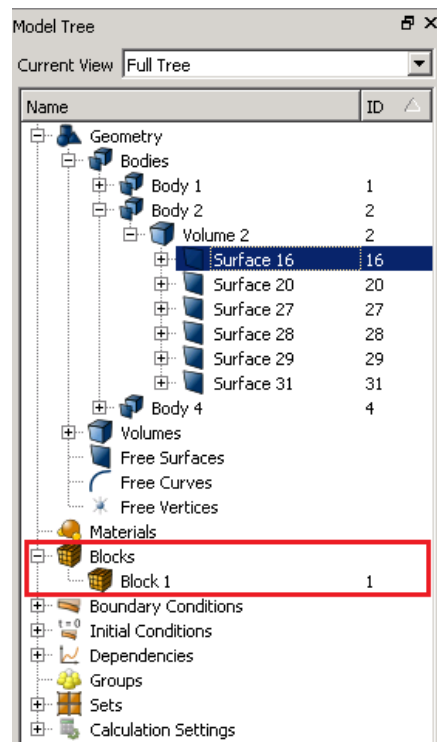 Model Tree
Current View Full Tree
Name ID
Geometry
Bodies
Body 1 1
Body 2 2
Volume 2 2
Surface 16 16
Surface 20 20
Surface 27 27
Surface 28 28
Surface 29 29
Surface 31 31
Body 4 4
Volumes
Free Surfaces
Free Curves
Free Vertices
Materials
Blocks
Block 1 1
Boundary Conditions
t=0 Initial Conditions
Dependencies
Groups
Sets
Calculation Settings